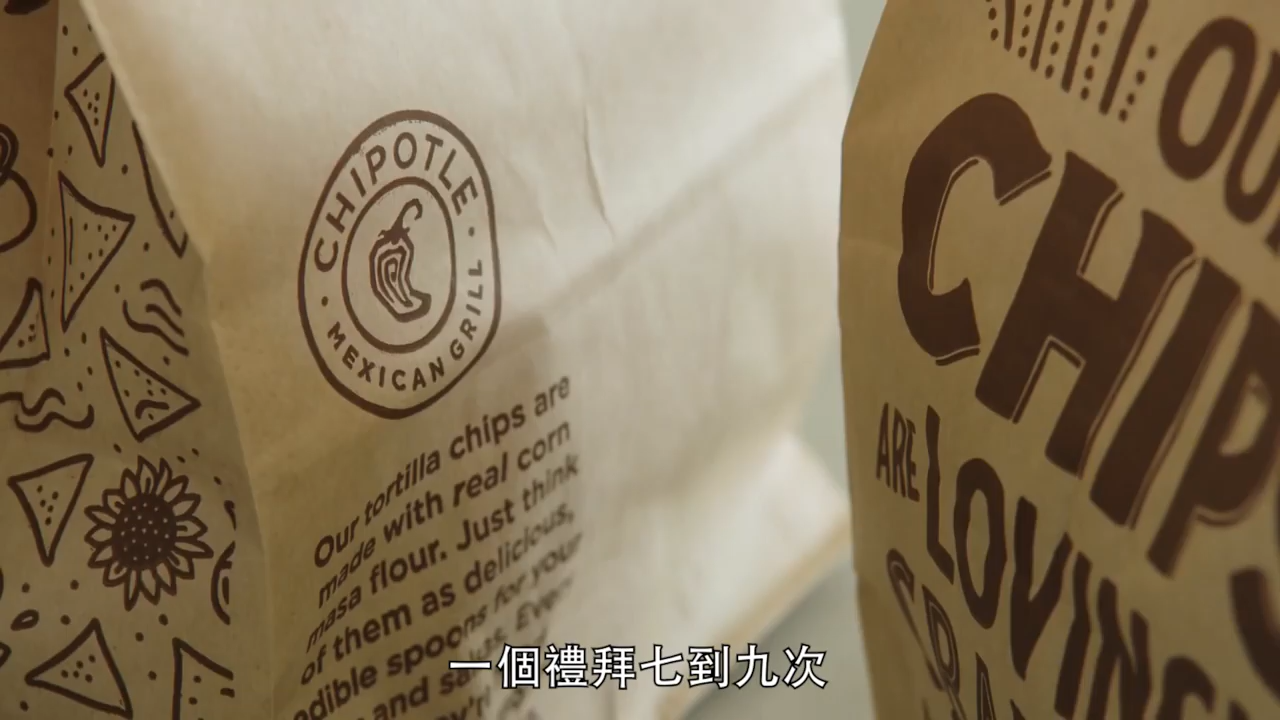 CHIPOTLE
MEXICAN GRILL
Our tortilla chips are
made with real corn
masa flour. Just think
of them as delicious,
edible spoons for your
and
OUR
CHIPS
ARE LOVING
一個禮拜七到九次